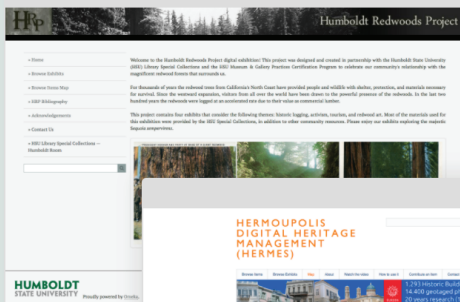 HRP
Humboldt Redwoods Project
» Home
» Browse Exhibits
» Browse Items Map
» HRP Bibliography
» Acknowledgements
» Contact Us
» HSU Library Special Collections —
Humboldt Room
Welcome to the Humboldt Redwoods Project digital exhibition! This project was designed and created in partnership with the Humboldt State University
(HSU) Library Special Collections and the HSU Museum & Gallery Practices Certification Program to celebrate our community's relationship with the
magnificent redwood forests that surrounds us.
For thousands of years the redwood trees from California's North Coast have provided people and wildlife with shelter, protection, and materials necessary
for survival. Since the westward expansion, visitors from all over the world have been drawn to the powerful presence of the redwoods. In the last two
hundred years the redwoods were logged at an accelerated rate due to their value as commercial lumber.
This project contains four exhibits that consider the following themes: historic logging, activism, tourism, and redwood art. Most of the materials used for
this exhibition were provided by the HSU Special Collections, in addition to other community resources. Please enjoy our exhibits exploring the majestic
Sequoia sempervirens.
HERMOUPOLIS
DIGITAL HERITAGE
MANAGEMENT
(HERMES)
Browse Items
Browse Exhibits
Map
About
Watch the video
How to use it
Contribute an Item
Contact
1.293 Historic Build
14.400 geotaged ph
20 years research f
HUMBOLDT
STATE UNIVERSITY
Proudly powered by Omeka.